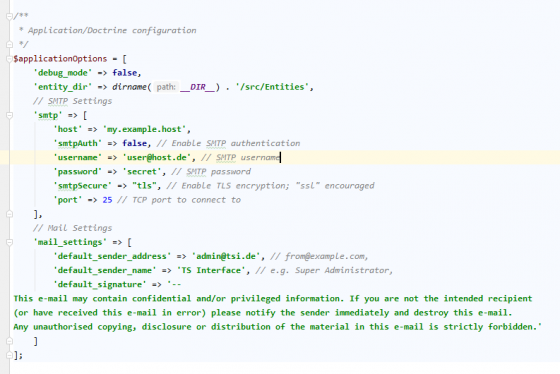 /**
* Application/Doctrine configuration
*/
$applicationOptions = [
'debug_mode' => false,
'entity_dir' => dirname( path: __DIR__) . '/src/Entities',
// SMTP Settings
'smtp' => [
'host' => 'my.example.host',
'smtpAuth' => false, // Enable SMTP authentication
'username' => 'user@host.de', // SMTP username
'password' => 'secret', // SMTP password
'smtpSecure' => "tls", // Enable TLS encryption; "ssl" encouraged
'port' => 25 // TCP port to connect to
],
// Mail Settings
'mail_settings' => [
'default_sender_address' => 'admin@tsi.de', // from@example.com,
'default_sender_name' => 'TS Interface', // e.g. Super Administrator,
'default_signature' => '--
This e-mail may contain confidential and/or privileged information. If you are not the intended recipient
(or have received this e-mail in error) please notify the sender immediately and destroy this e-mail.
Any unauthorised copying, disclosure or distribution of the material in this e-mail is strictly forbidden.'
]
];